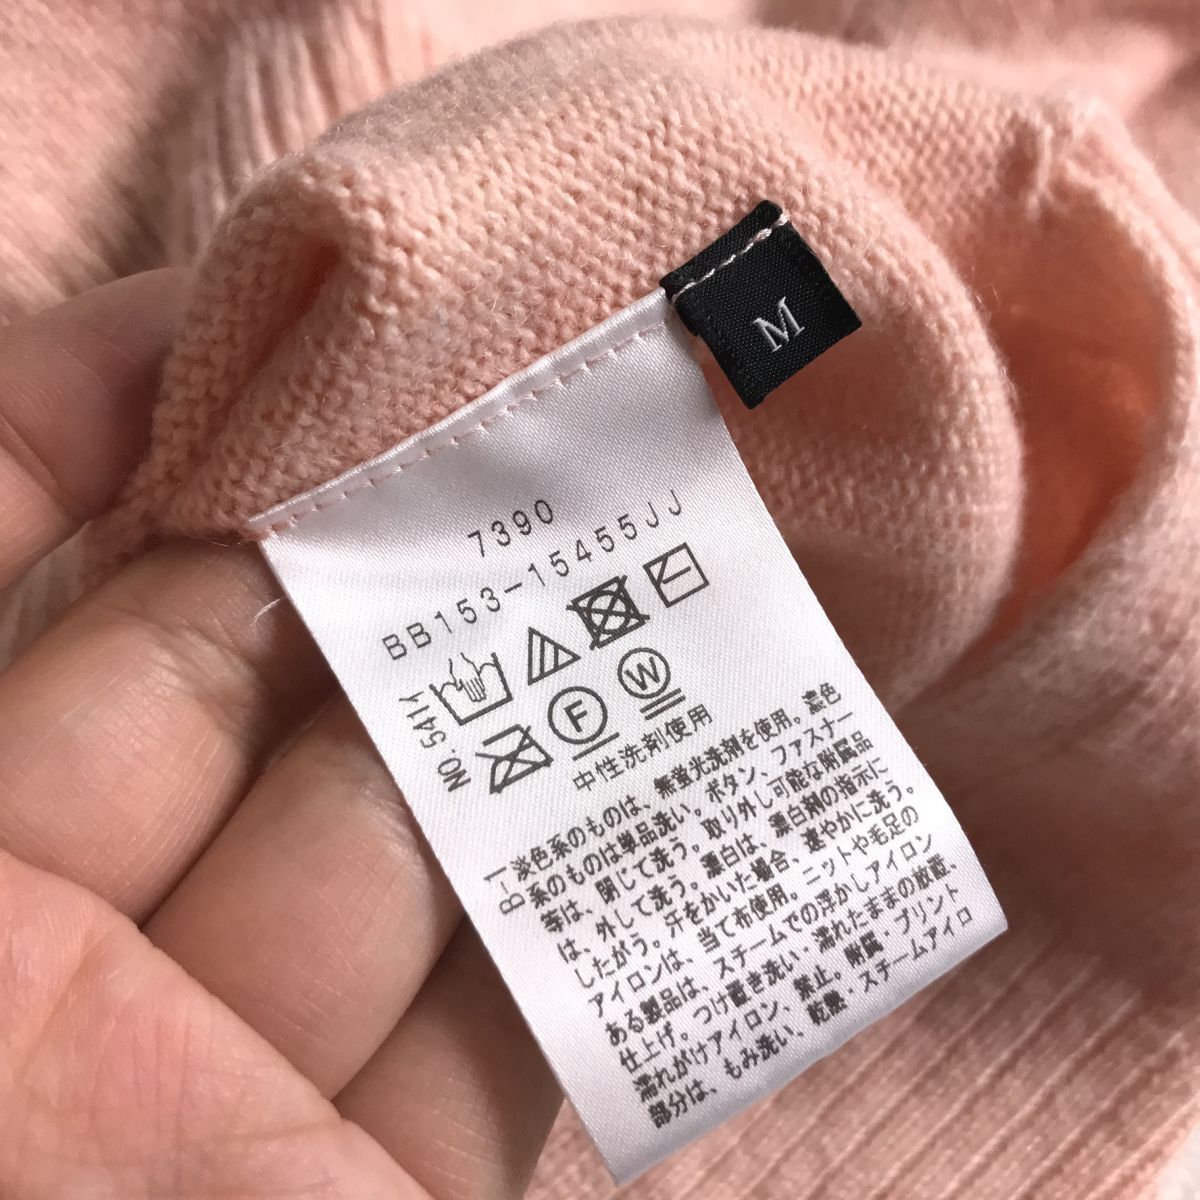 M
7390
BB153-15455JJ
NO.5411
F
W
中性洗剤使用
B-1 淡色系のものは、無蛍光洗剤を使用。濃色
系のものは単品洗い。ボタン、ファスナー
等は、閉じて洗う。取り外し可能な附属品
は、外して洗う。漂白は、漂白剤の指示に
したがう。汗をかいた場合、速やかに洗う。
アイロンは、当て布使用。ニットや毛足の
ある製品は、スチームでの浮かしアイロン
仕上げ。つけ置き洗い・濡れたままの放置、
濡れがけアイロン、禁止。附属・プリント
部分は、もみ洗い、乾燥・スチームアイロ